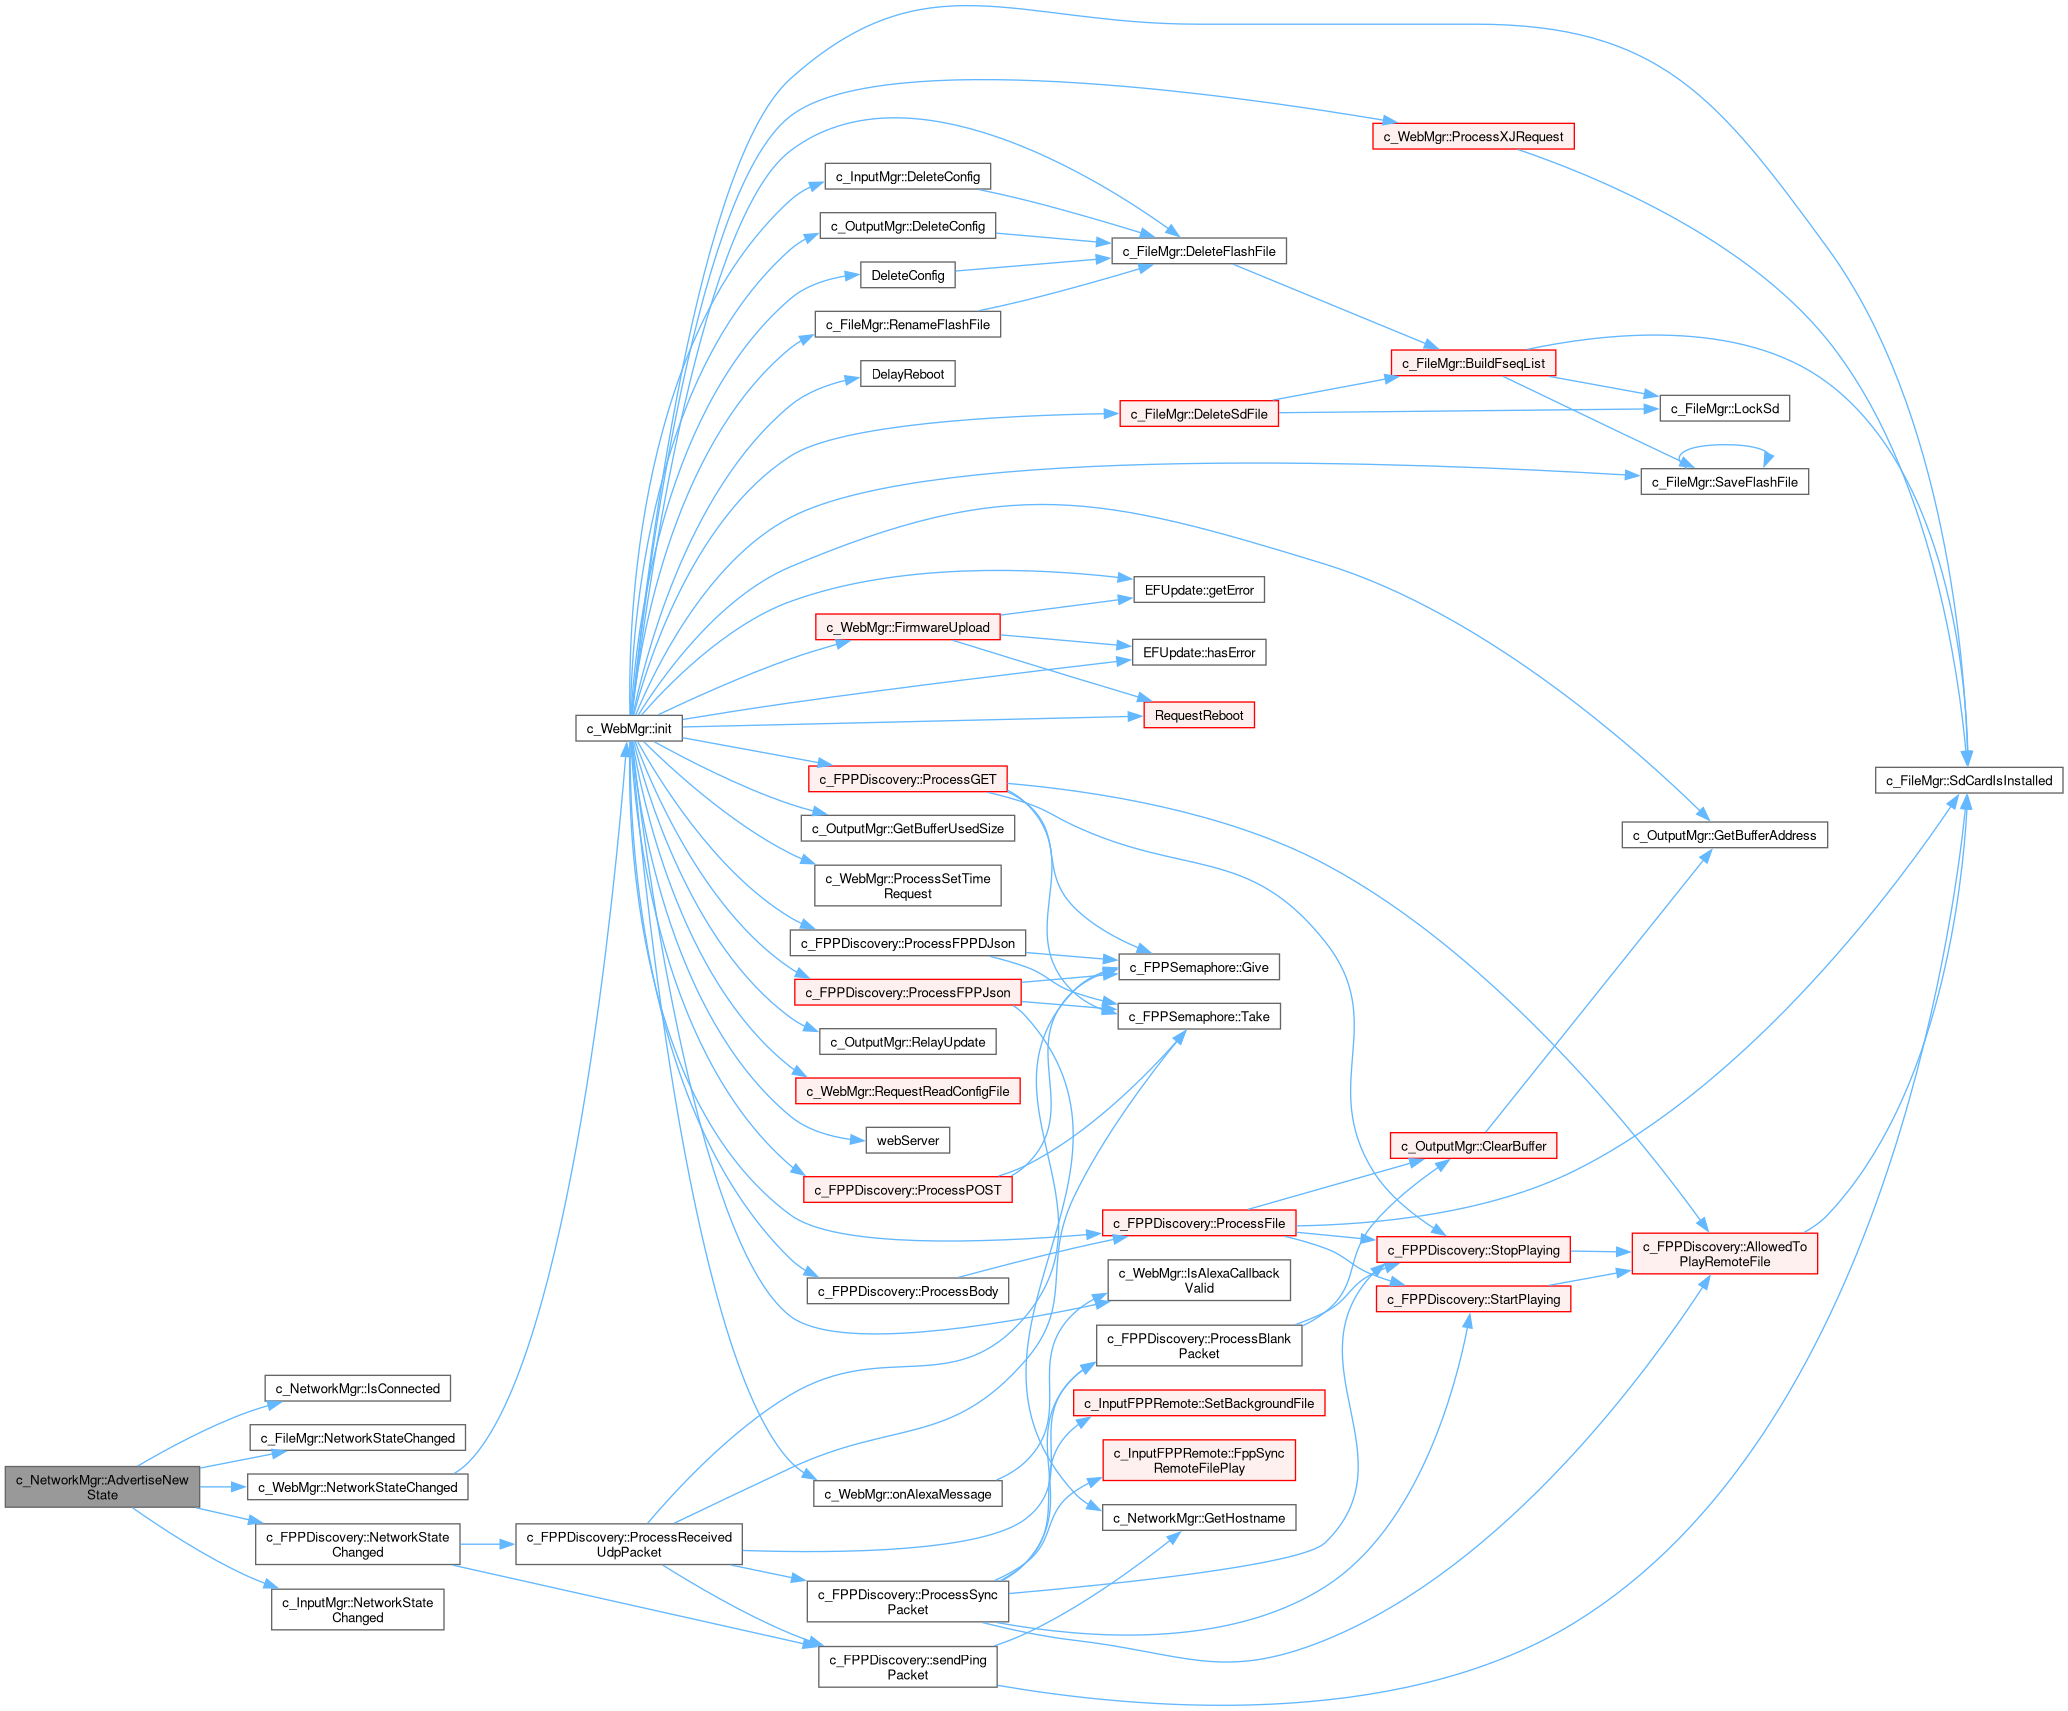 c_NetworkMgr::AdvertiseNew
State
c_NetworkMgr::IsConnected
c_FileMgr::NetworkStateChanged
c_WebMgr::NetworkStateChanged
c_FPPDiscovery::NetworkState
Changed
c_InputMgr::NetworkState
Changed
c_WebMgr::init
c_FPPDiscovery::ProcessReceived
UdpPacket
c_InputMgr::DeleteConfig
c_OutputMgr::DeleteConfig
DeleteConfig
c_FileMgr::RenameFlashFile
DelayReboot
c_WebMgr::FirmwareUpload
c_FPPDiscovery::ProcessGET
c_OutputMgr::GetBufferUsedSize
c_WebMgr::ProcessSetTime
Request
c_FPPDiscovery::ProcessFPPDJson
c_FPPDiscovery::ProcessFPPJson
c_OutputMgr::RelayUpdate
c_WebMgr::RequestReadConfigFile
webServer
c_FPPDiscovery::ProcessPOST
c_FPPDiscovery::ProcessBody
c_WebMgr::onAlexaMessage
c_FPPDiscovery::ProcessSync
Packet
c_FPPDiscovery::sendPing
Packet
c_FileMgr::DeleteFlashFile
c_FileMgr::DeleteSdFile
EFUpdate::getError
EFUpdate::hasError
RequestReboot
c_FPPSemaphore::Give
c_FPPSemaphore::Take
c_FPPDiscovery::ProcessFile
c_WebMgr::IsAlexaCallback
Valid
c_FPPDiscovery::ProcessBlank
Packet
c_InputFPPRemote::SetBackgroundFile
c_InputFPPRemote::FppSync
RemoteFilePlay
c_NetworkMgr::GetHostname
c_WebMgr::ProcessXJRequest
c_FileMgr::BuildFseqList
c_OutputMgr::ClearBuffer
c_FPPDiscovery::StopPlaying
c_FPPDiscovery::StartPlaying
c_FileMgr::LockSd
c_FileMgr::SaveFlashFile
c_OutputMgr::GetBufferAddress
c_FPPDiscovery::AllowedTo
PlayRemoteFile
c_FileMgr::SdCardIsInstalled